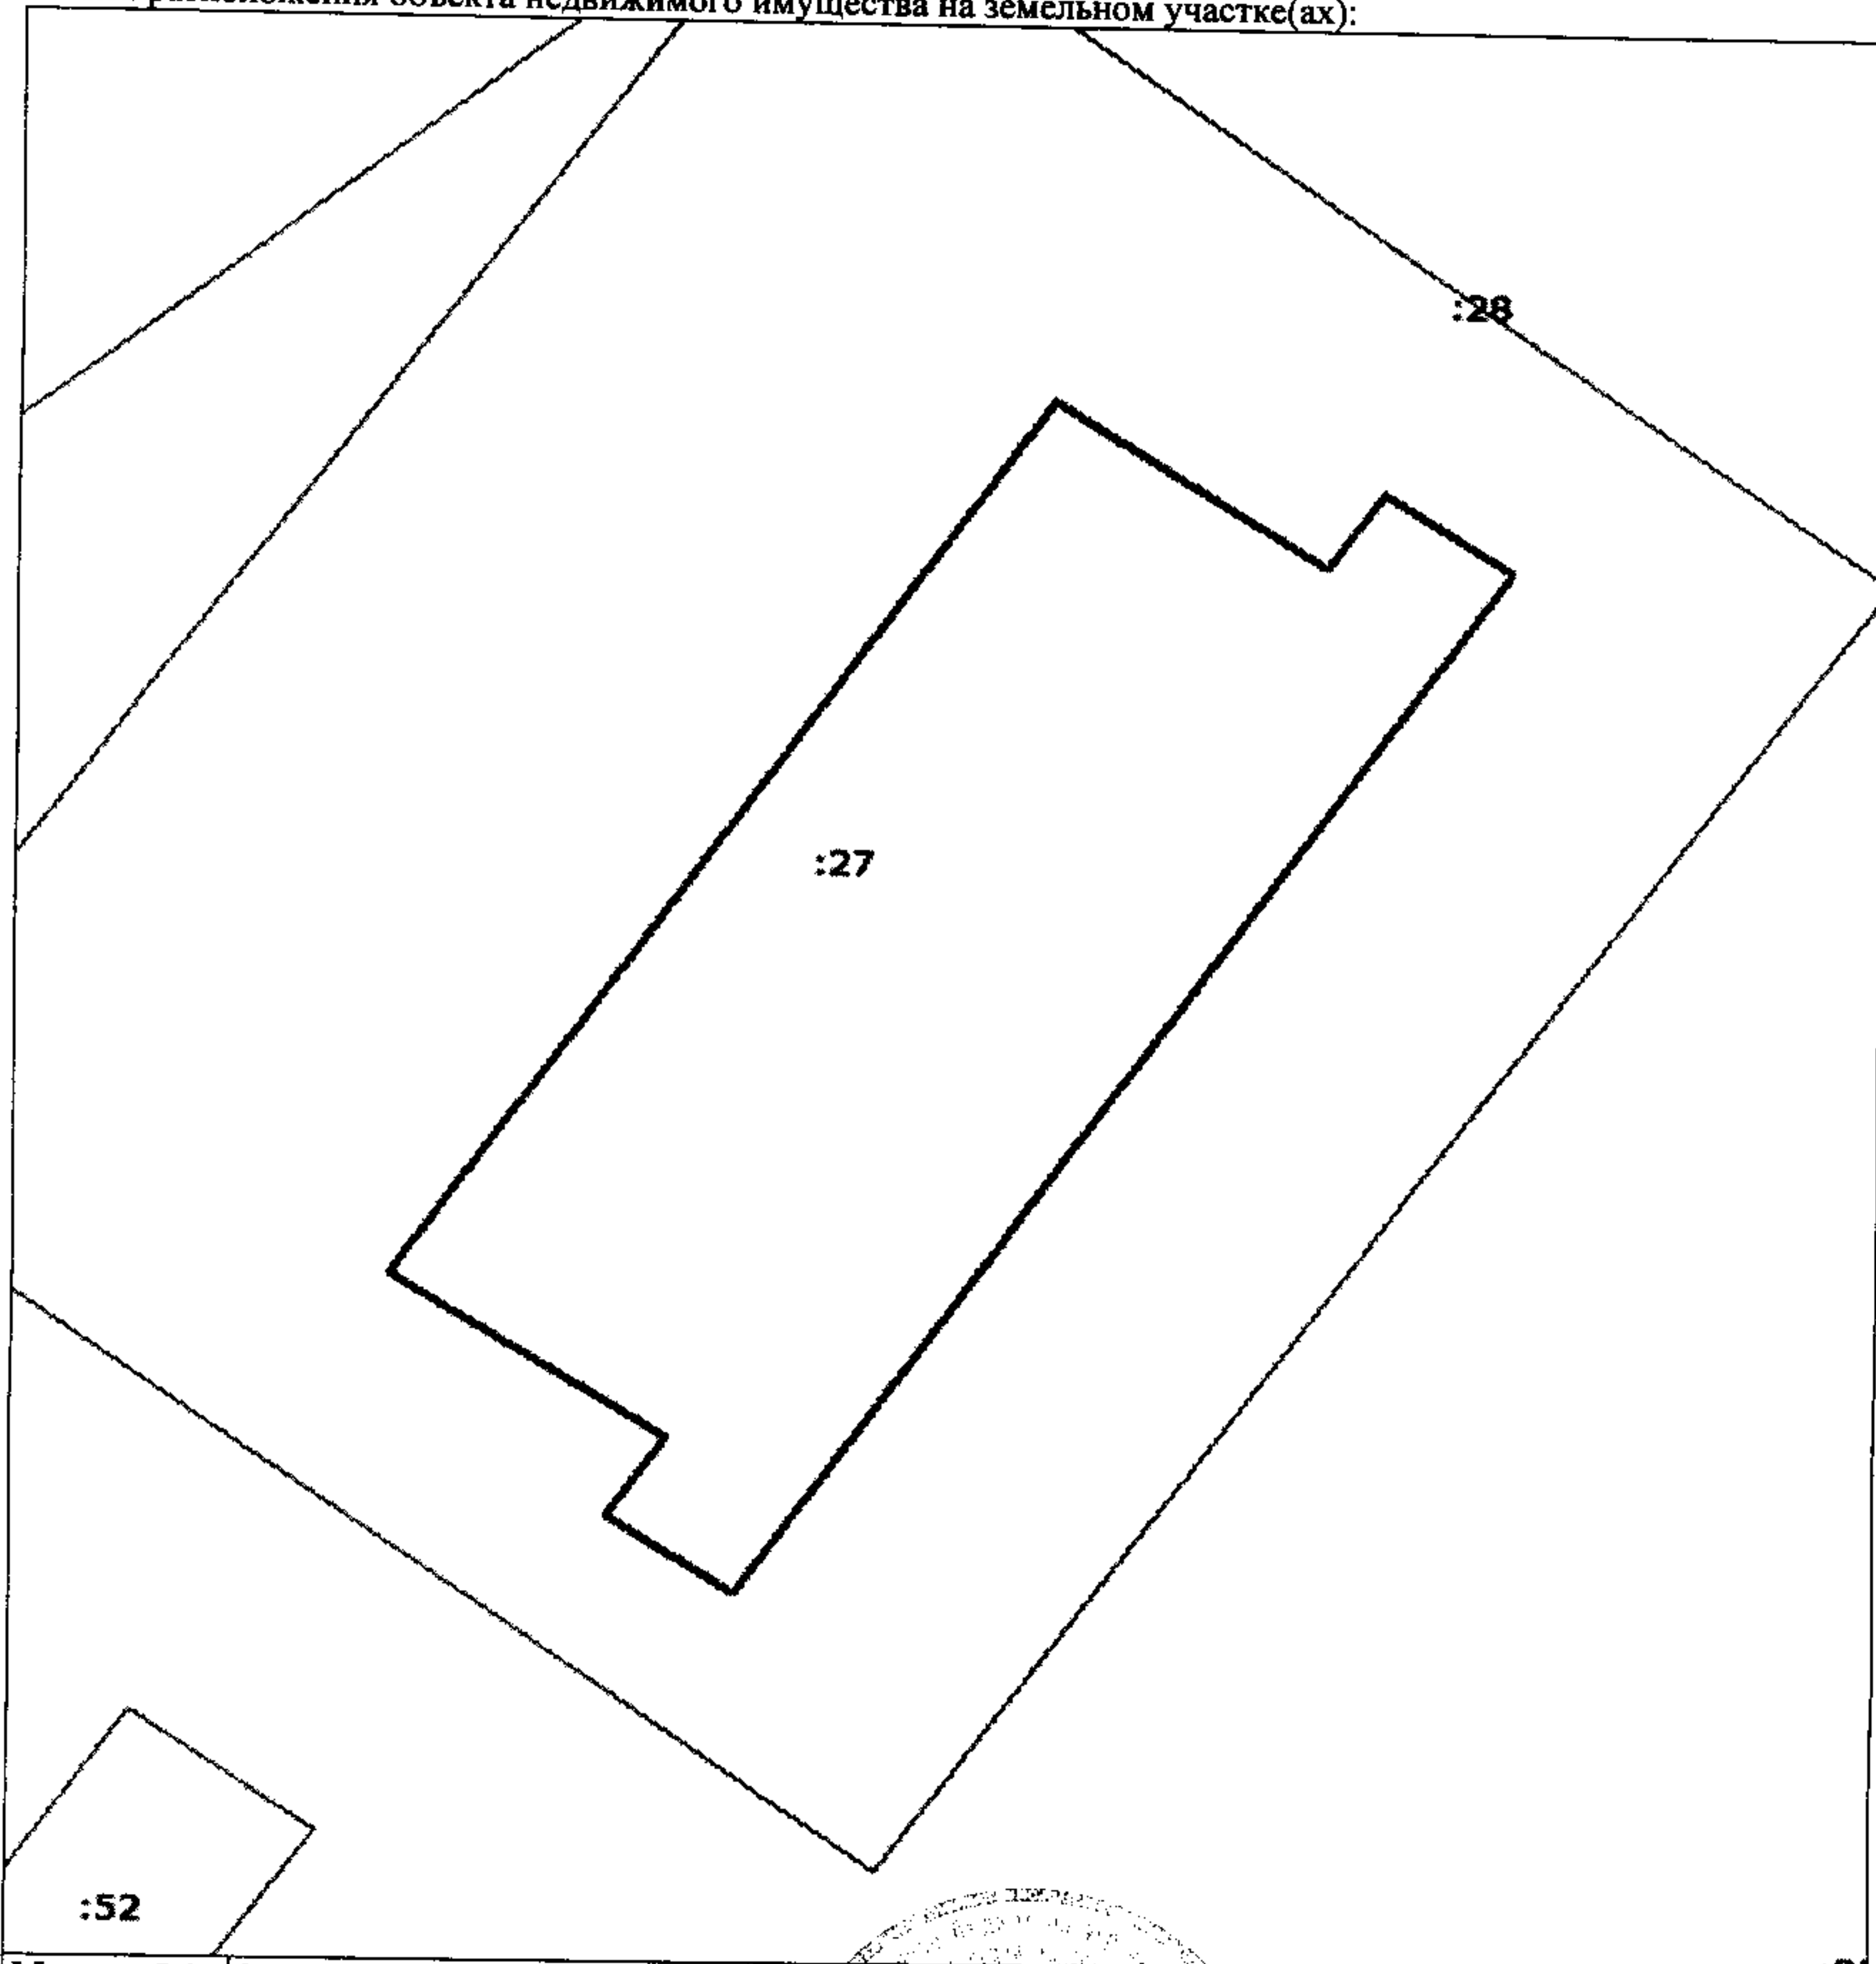 расположения объекта недвижимого имущества на земельном участке(ах):
:28
:27
:52